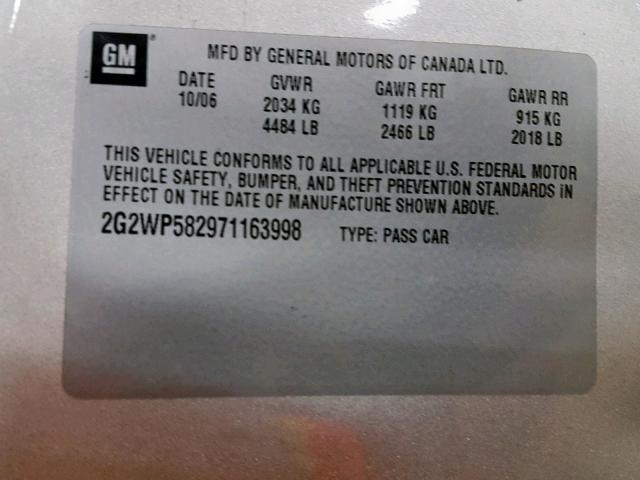 GM MFD BY GENERAL MOTORS OF CANADA LTD.
DATE GVWR GAWR FRT GAWR RR
10/06 2034 KG 1119 KG 915 KG
4484 LB 2466 LB 2018 LB
THIS VEHICLE CONFORMS TO ALL APPLICABLE U.S. FEDERAL MOTOR
VEHICLE SAFETY, BUMPER, AND THEFT PREVENTION STANDARDS IN
EFFECT ON THE DATE OF MANUFACTURE SHOWN ABOVE.
2G2WP582971163998 TYPE: PASS CAR